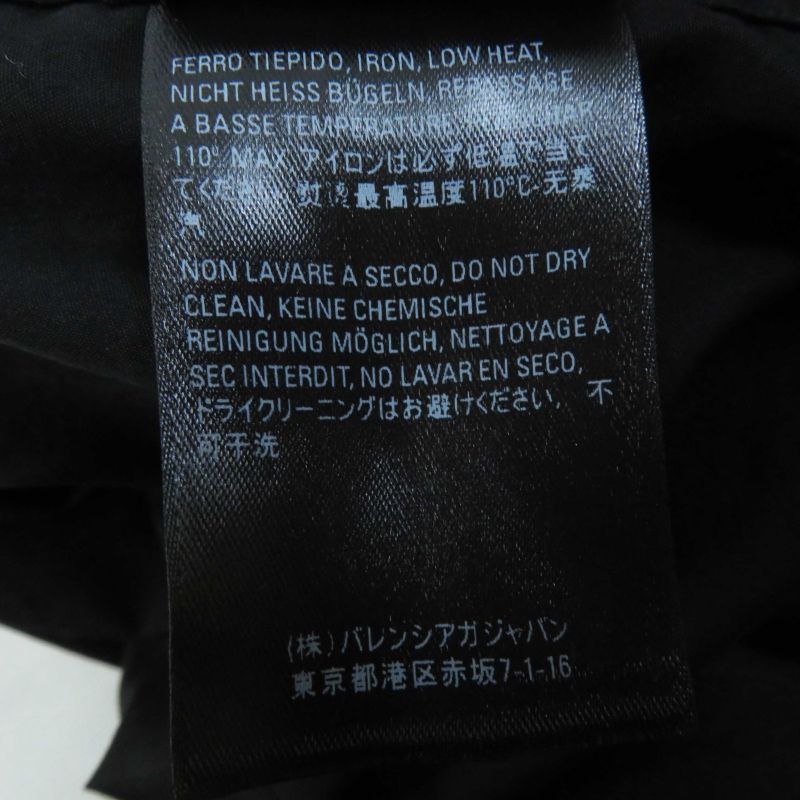 FERRO TIEPIDO, IRON, LOW HEAT,
NICHT HEISS BÜGELN, REPASSAGE
A BASSE TEMPERATURE,
110° MAX アイロンは必ず低温で当て
てください 熨 最高温度110°C-无蒸
汽
NON LAVARE A SECCO, DO NOT DRY
CLEAN, KEINE CHEMISCHE
REINIGUNG MÖGLICH, NETTOYAGE A
SEC INTERDIT, NO LAVAR EN SECO,
ドライクリーニングはお避けください, 不
可干洗
(株)バレンシアガジャパン
東京都港区赤坂7-1-16